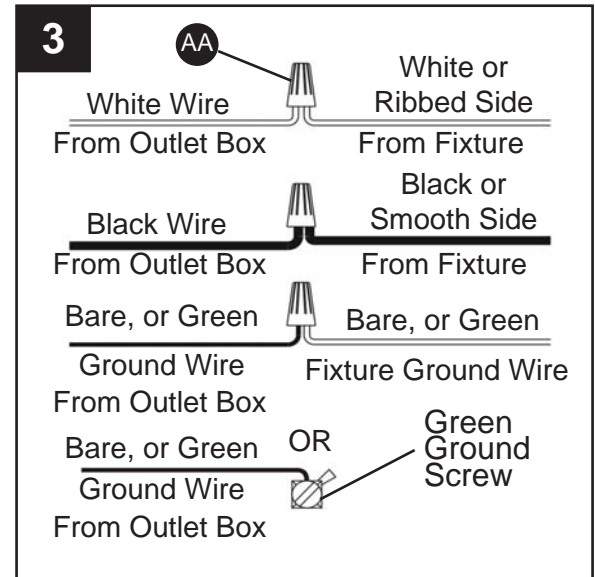 3
AA
White Wire
From Outlet Box
White or
Ribbed Side
From Fixture
Black Wire
From Outlet Box
Black or
Smooth Side
From Fixture
Bare, or Green
Ground Wire
From Outlet Box
Bare, or Green
Fixture Ground Wire
Bare, or Green
Ground Wire
From Outlet Box
OR
Green
Ground
Screw